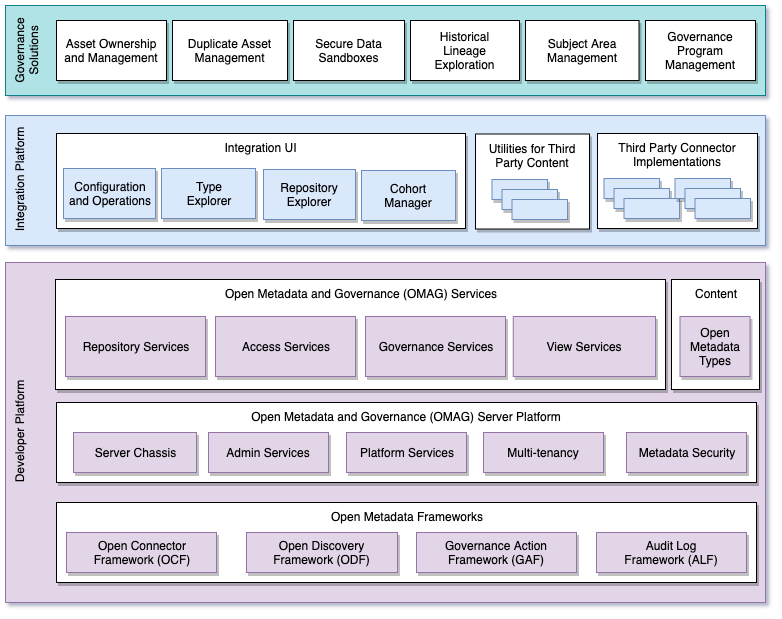 Governance
Solutions
Asset Ownership
and Management
Duplicate Asset
Management
Secure Data
Sandboxes
Historical
Lineage
Exploration
Subject Area
Management
Governance
Program
Management
Integration Platform
Integration UI
Configuration
and Operations
Type
Explorer
Repository
Explorer
Cohort
Manager
Utilities for Third
Party Content
Third Party Connector
Implementations
Developer Platform
Open Metadata and Governance (OMAG) Services
Repository Services
Access Services
Governance Services
View Services
Content
Open
Metadata
Types
Open Metadata and Governance (OMAG) Server Platform
Server Chassis
Admin Services
Platform Services
Multi-tenancy
Metadata Security
Open Metadata Frameworks
Open Connector
Framework (OCF)
Open Discovery
Framework (ODF)
Governance Action
Framework (GAF)
Audit Log
Framework (ALF)